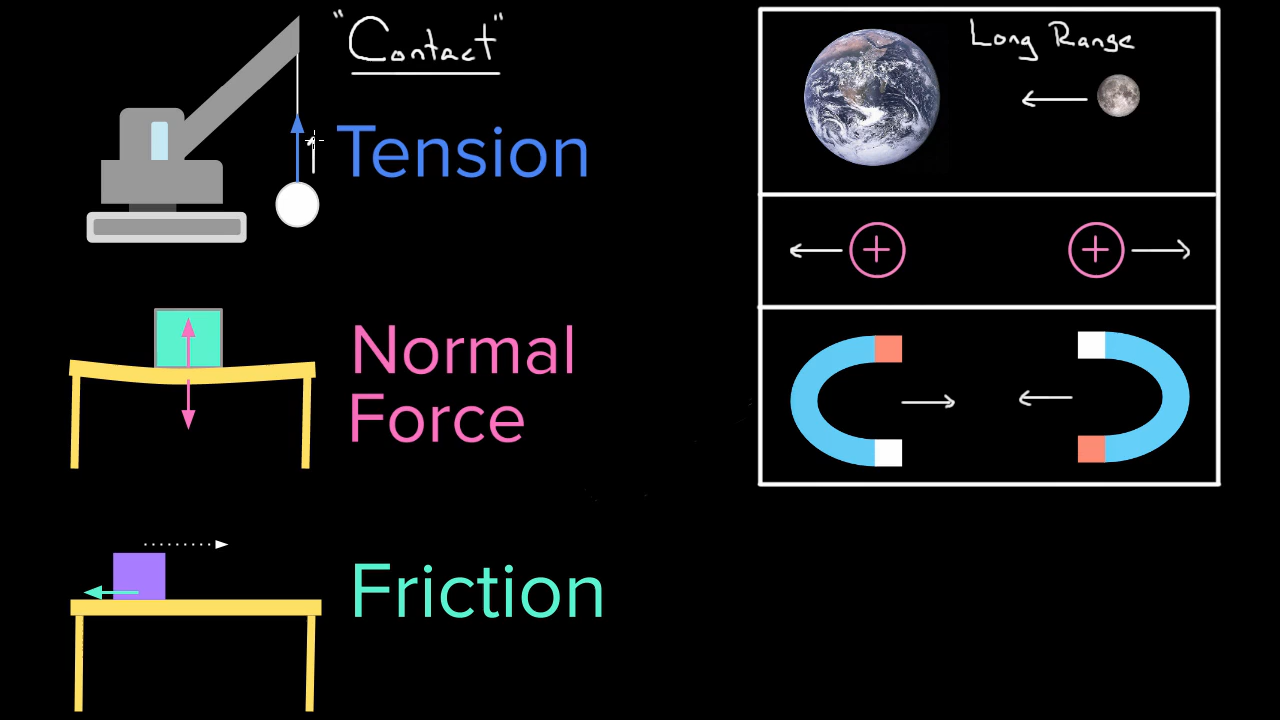 "Contact"
Tension
Normal
Force
Friction
Long Range
+ +